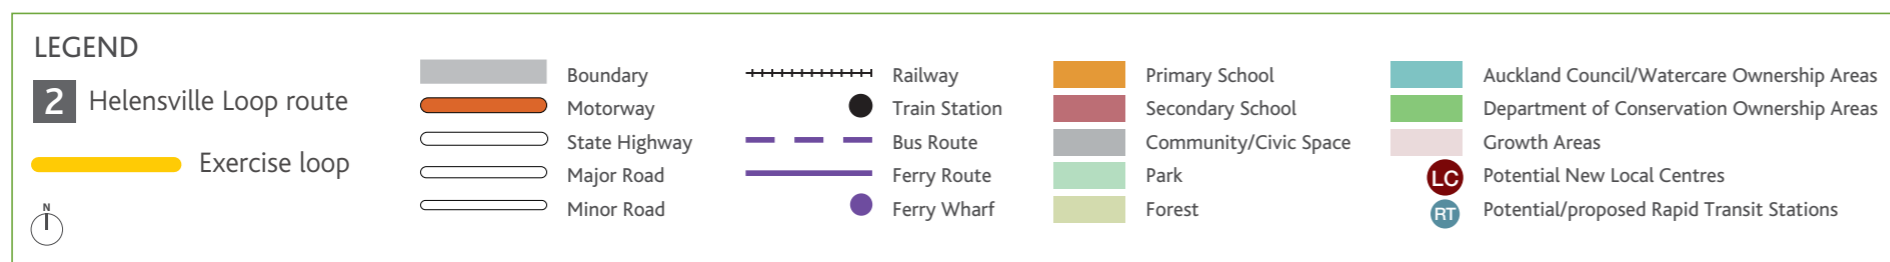 LEGEND
2 Helensville Loop route
Exercise loop
N
Boundary
Motorway
State Highway
Major Road
Minor Road
Railway
Train Station
Bus Route
Ferry Route
Ferry Wharf
Primary School
Secondary School
Community/Civic Space
Park
Forest
Auckland Council/Watercare Ownership Areas
Department of Conservation Ownership Areas
Growth Areas
LC Potential New Local Centres
RT Potential/proposed Rapid Transit Stations